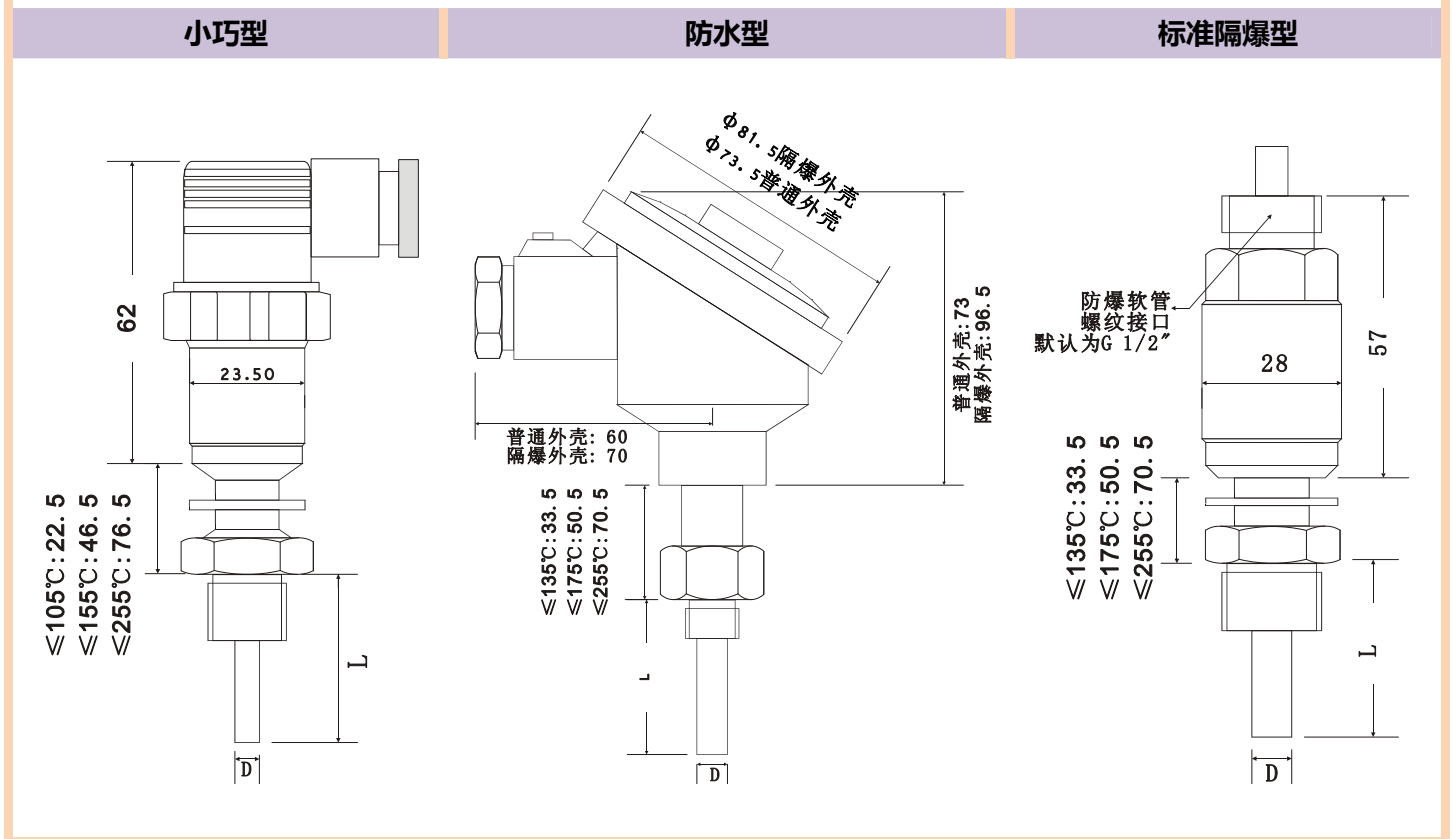 小巧型
防水型
标准隔爆型
62
23.50
≤105℃:22.5
≤155℃:46.5
≤255℃:76.5
L
D
ф81.5隔爆外壳
ф73.5普通外壳
普通外壳:73
隔爆外壳:96.5
普通外壳: 60
隔爆外壳: 70
≤135℃:33.5
≤175℃:50.5
≤255℃:70.5
L
D
防爆软管
螺纹接口
默认为G 1/2″
28
57
≤135℃:33.5
≤175℃:50.5
≤255℃:70.5
L
D